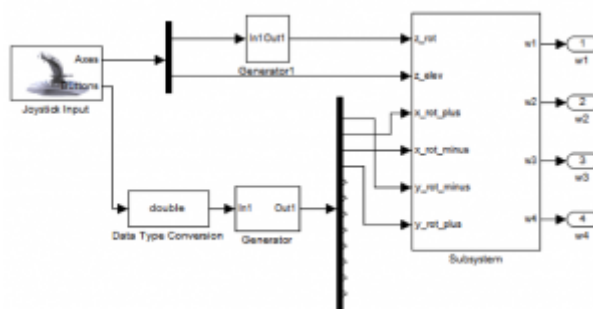 Axes
Buttons
Joystick Input
In1 Out1
Generator1
double
Data Type Conversion
In1 Out1
Generator
z_rot
z_elev
x_rot_plus
x_rot_minus
y_rot_minus
y_rot_plus
w1
w2
w3
w4
Subsystem
1
w1
2
w2
3
w3
4
w4